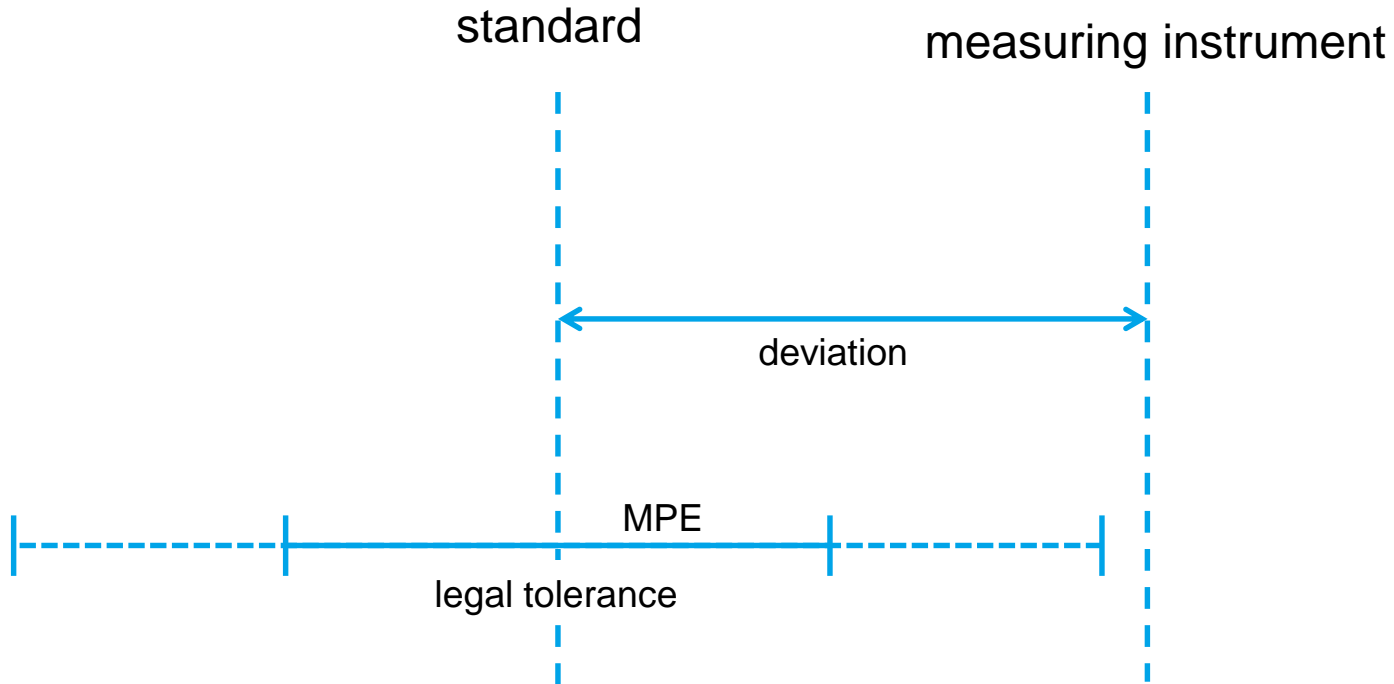 standard
measuring instrument
deviation
MPE
legal tolerance